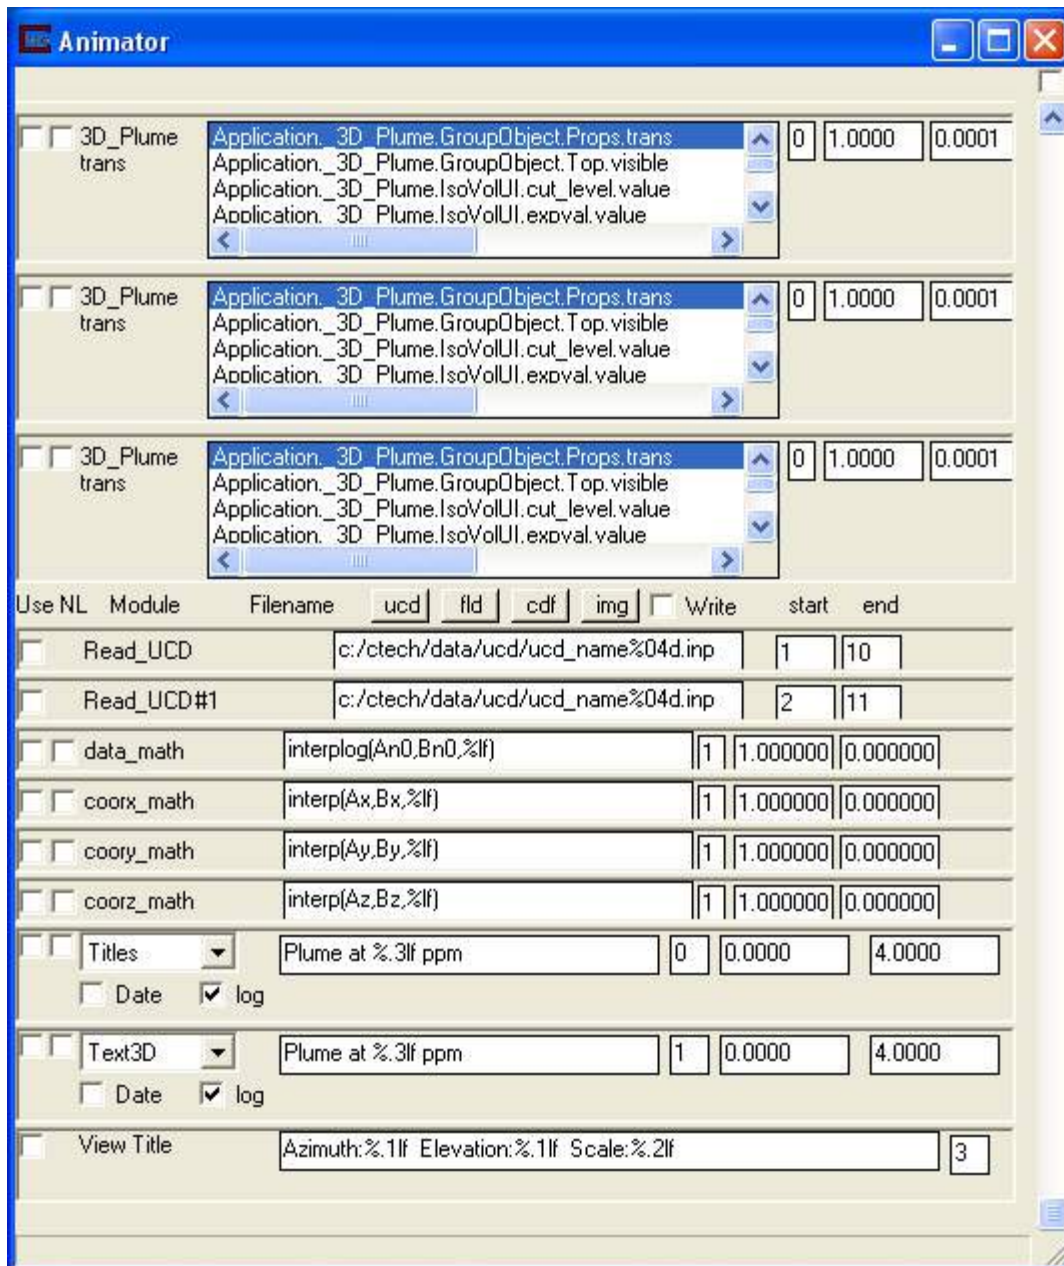 Animator
3D_Plume
trans
Application._3D_Plume.GroupObject.Props.trans
Application._3D_Plume.GroupObject.Top.visible
Application._3D_Plume.IsoVolUI.cut_level.value
Application._3D_Plume.IsoVolUI.expval.value
0 1.0000 0.0001
3D_Plume
trans
Application._3D_Plume.GroupObject.Props.trans
Application._3D_Plume.GroupObject.Top.visible
Application._3D_Plume.IsoVolUI.cut_level.value
Application._3D_Plume.IsoVolUI.expval.value
0 1.0000 0.0001
3D_Plume
trans
Application._3D_Plume.GroupObject.Props.trans
Application._3D_Plume.GroupObject.Top.visible
Application._3D_Plume.IsoVolUI.cut_level.value
Application._3D_Plume.IsoVolUI.expval.value
0 1.0000 0.0001
Use NL Module Filename ucd fld cdf img Write start end
Read_UCD c:/ctech/data/ucd/ucd_name%04d.inp 1 10
Read_UCD#1 c:/ctech/data/ucd/ucd_name%04d.inp 2 11
data_math interplog(An0,Bn0,%lf) 1 1.000000 0.000000
coorx_math interp(Ax,Bx,%lf) 1 1.000000 0.000000
coory_math interp(Ay,By,%lf) 1 1.000000 0.000000
coorz_math interp(Az,Bz,%lf) 1 1.000000 0.000000
Titles Plume at %.3lf ppm 0 0.0000 4.0000
Date log
Text3D Plume at %.3lf ppm 1 0.0000 4.0000
Date log
View Title Azimuth:%.1lf Elevation:%.1lf Scale:%.2lf 3